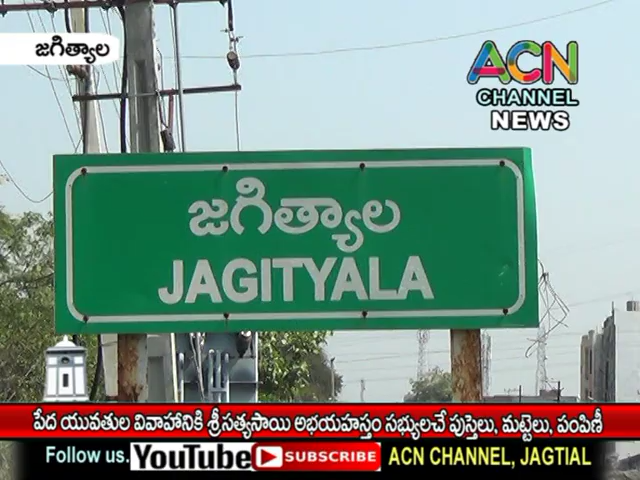 జగిత్యాల
ACN
CHANNEL
NEWS
జగిత్యాల
JAGITYALA
పేద యువతుల వివాహానికి శ్రీ సత్యసాయి అభయహస్తం సభ్యులచే పుస్తెలు, మట్టెలు, పంపిణీ
Follow us. YouTube SUBSCRIBE ACN CHANNEL, JAGTIAL